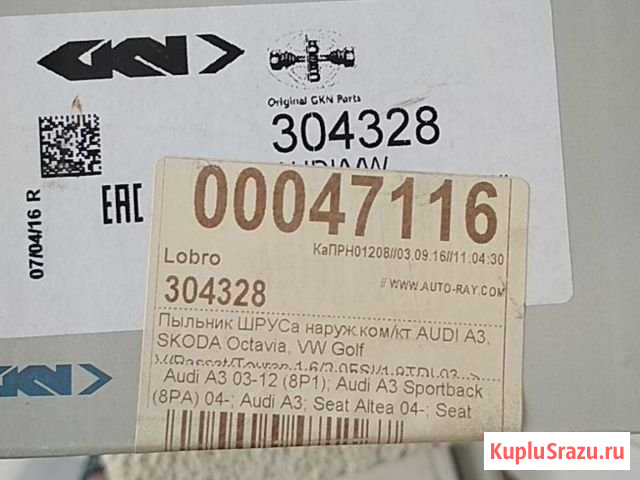 GKN
Original GKN Parts
304328
AUDI/VW
07/04/16 R
EAC
00047116
КаПРН01208//03.09.16//11:04:30
Lobro
// WWW.AUTO-RAY.COM
304328
Пыльник ШРУСа наруж.ком/кт AUDI A3,
SKODA Octavia, VW Golf
Audi A3 03-12 (8P1); Audi A3 Sportback
(8PA) 04-; Audi A3; Seat Altea 04-; Seat
GKN
KupluSrazu.ru